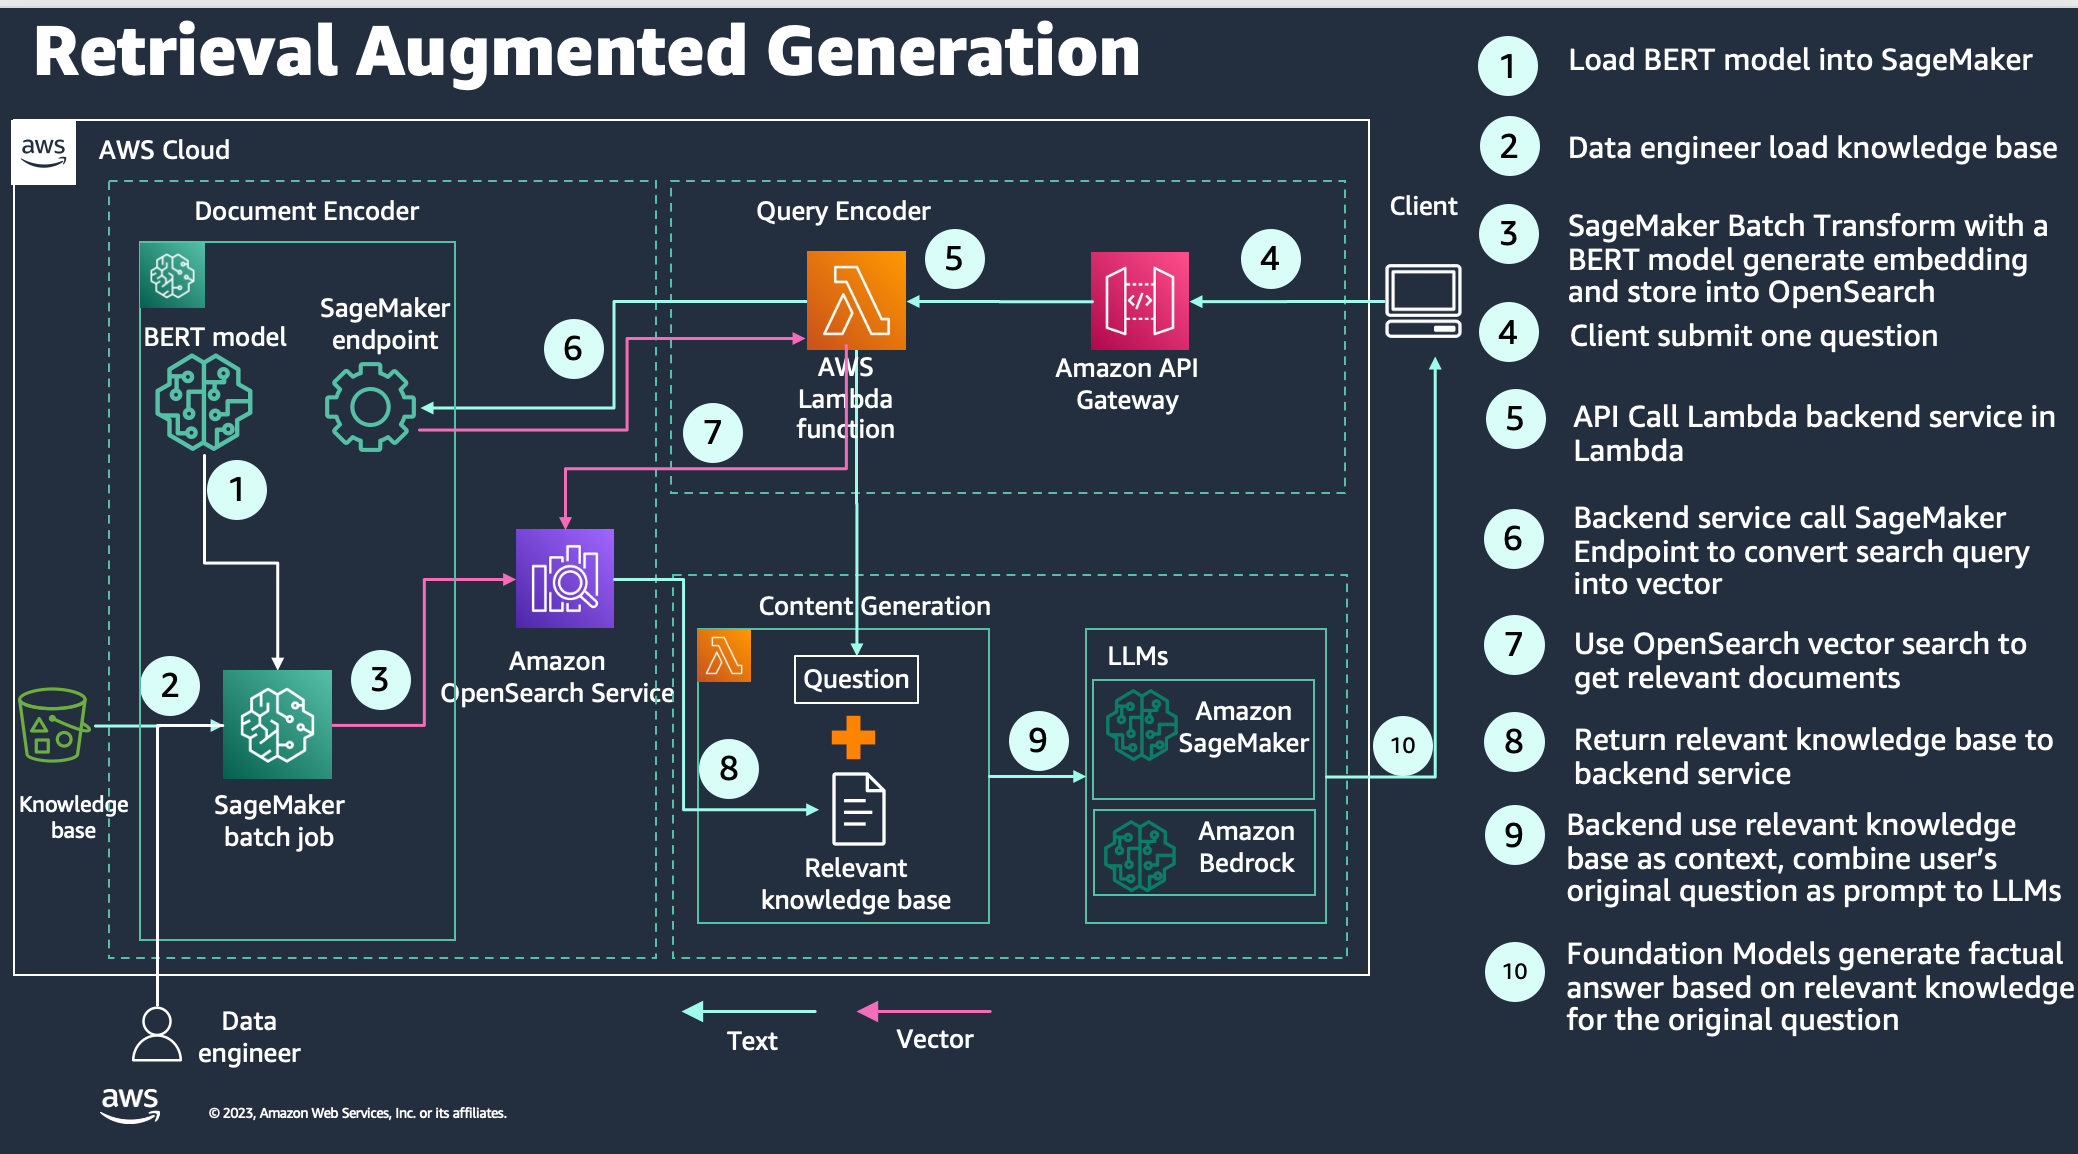 Retrieval Augmented Generation
aws
AWS Cloud
Document Encoder
BERT model
SageMaker
endpoint
6
1
2
3
Knowledge
base
SageMaker
batch job
Amazon
OpenSearch Service
Data
engineer
Query Encoder
5
4
AWS
Lambda
function
Amazon API
Gateway
7
Client
Content Generation
Question
8
Relevant
knowledge base
9
LLMs
Amazon
SageMaker
Amazon
Bedrock
10
Text
Vector
1
Load BERT model into SageMaker
2
Data engineer load knowledge base
3
SageMaker Batch Transform with a
BERT model generate embedding
and store into OpenSearch
4
Client submit one question
5
API Call Lambda backend service in
Lambda
6
Backend service call SageMaker
Endpoint to convert search query
into vector
7
Use OpenSearch vector search to
get relevant documents
8
Return relevant knowledge base to
backend service
9
Backend use relevant knowledge
base as context, combine user’s
original question as prompt to LLMs
10
Foundation Models generate factual
answer based on relevant knowledge
for the original question
aws
© 2023, Amazon Web Services, Inc. or its affiliates.